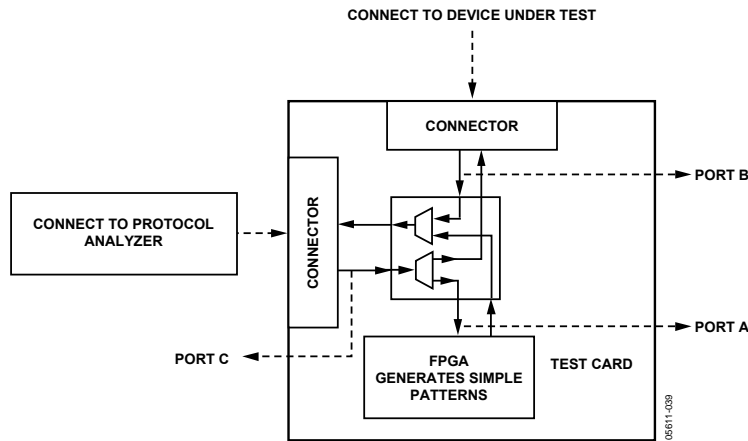 CONNECT TO DEVICE UNDER TEST
CONNECTOR
PORT B
CONNECT TO PROTOCOL
ANALYZER
CONNECTOR
PORT A
PORT C
FPGA
GENERATES SIMPLE
PATTERNS
TEST CARD
05611-039